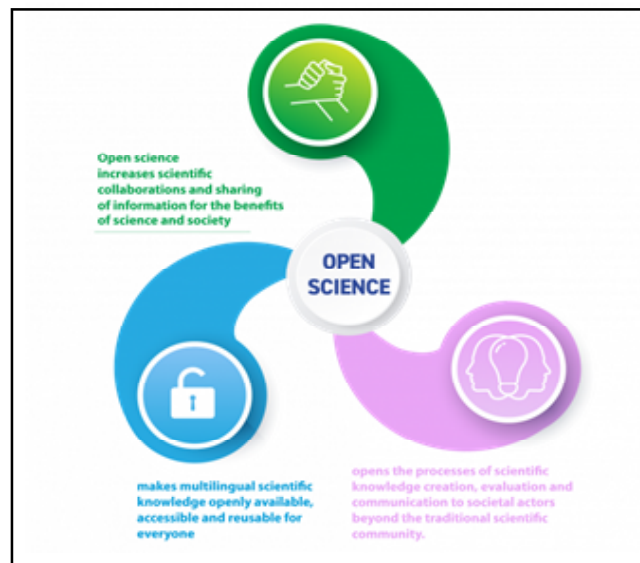 Open science
increases scientific
collaborations and sharing
of information for the benefits
of science and society
OPEN
SCIENCE
makes multilingual scientific
knowledge openly available,
accessible and reusable for
everyone
opens the processes of scientific
knowledge creation, evaluation and
communication to societal actors
beyond the traditional scientific
community.